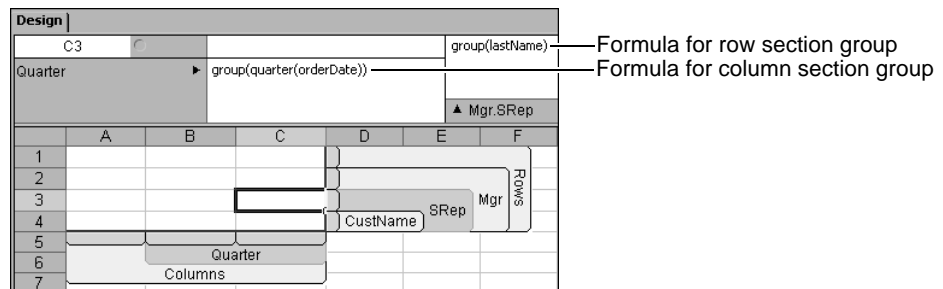 Design
C3 group(lastName) Formula for row section group
Quarter ▶ group(quarter(orderDate)) Formula for column section group
▲ Mgr.SRep
A B C D E F
1
2
3
4
5
6
7
Rows
Mgr
SRep
CustName
Quarter
Columns